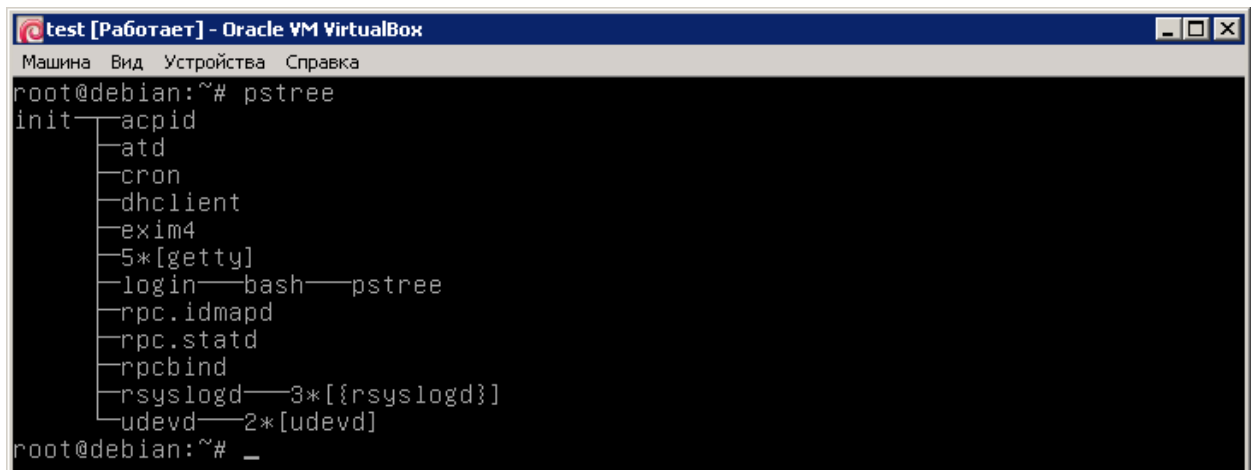 test [Работает] - Oracle VM VirtualBox
Машина Вид Устройства Справка
root@debian:~# pstree
init─┬─acpid
├─atd
├─cron
├─dhclient
├─exim4
├─5*[getty]
├─login───bash───pstree
├─rpc.idmapd
├─rpc.statd
├─rpcbind
├─rsyslogd───3*[{rsyslogd}]
└─udevd───2*[udevd]
root@debian:~# _